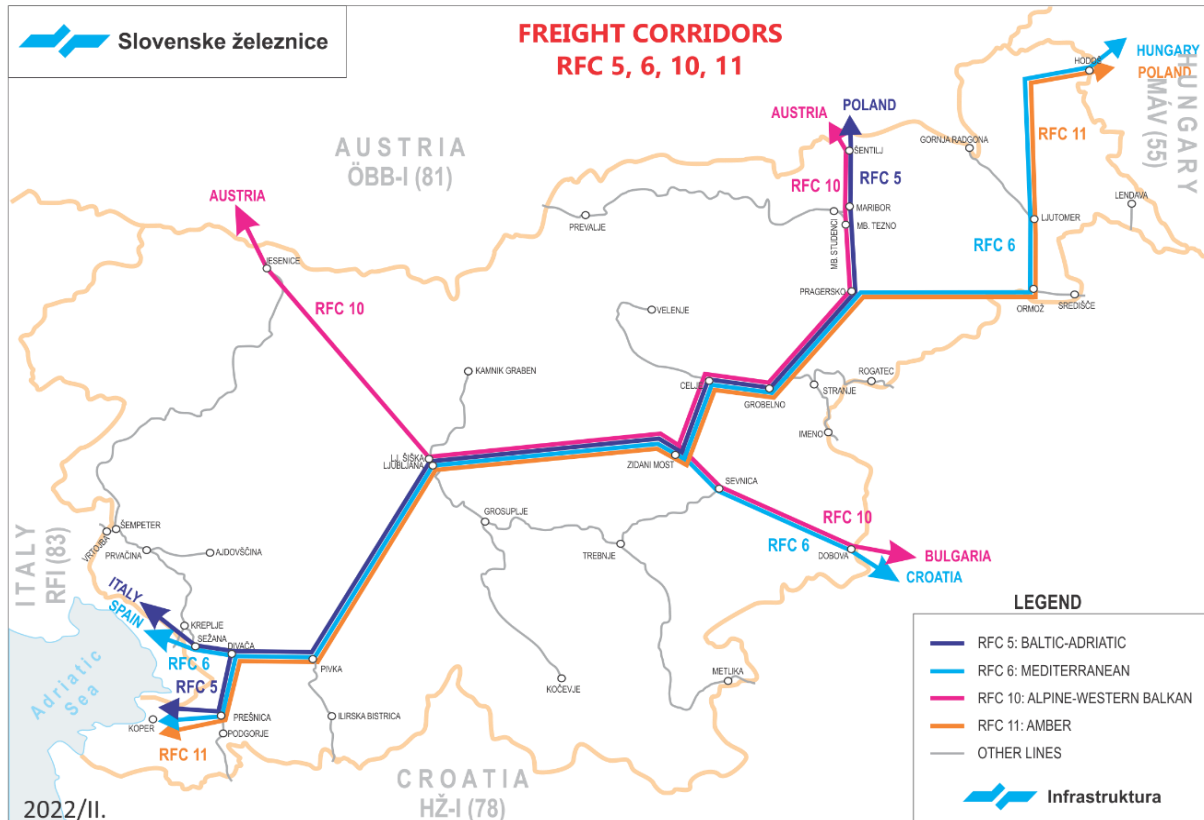 Slovenske železnice
FREIGHT CORRIDORS
RFC 5, 6, 10, 11
HUNGARY
HODOŠ
POLAND
HUNGARY
MÁV (55)
AUSTRIA
POLAND
AUSTRIA
ÖBB-I (81)
ŠENTILJ
GORNJA RADGONA
RFC 11
RFC 10
RFC 5
AUSTRIA
PREVALJE
MARIBOR
MB. TEZNO
MB. STUDENCI
LENDAVA
LJUTOMER
RFC 6
JESENICE
RFC 10
PRAGERSKO
ORMOŽ
SREDIŠČE
VELENJE
KAMNIK GRABEN
CELJE
GROBELNO
STRANJE
ROGATEC
IMENO
LJ. ŠIŠKA
LJUBLJANA
ZIDANI MOST
SEVNICA
GROSUPLJE
RFC 10
RFC 6
DOBOVA
BULGARIA
CROATIA
TREBNJE
ŠEMPETER
VRTOJBA
PRVAČINA
AJDOVŠČINA
ITALY
RFI (83)
ITALY
SPAIN
KREPLJE
SEŽANA
DIVAČA
RFC 6
PIVKA
RFC 5
KOČEVJE
METLIKA
Adriatic
Sea
KOPER
PREŠNICA
PODGORJE
ILIRSKA BISTRICA
RFC 11
CROATIA
HŽ-I (78)
2022/II.
LEGEND
RFC 5: BALTIC-ADRIATIC
RFC 6: MEDITERRANEAN
RFC 10: ALPINE-WESTERN BALKAN
RFC 11: AMBER
OTHER LINES
Infrastruktura